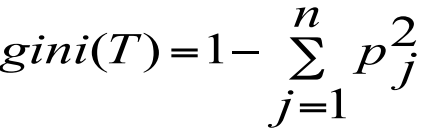 gini(T) = 1 − ∑_{j=1}^{n} p_j^2